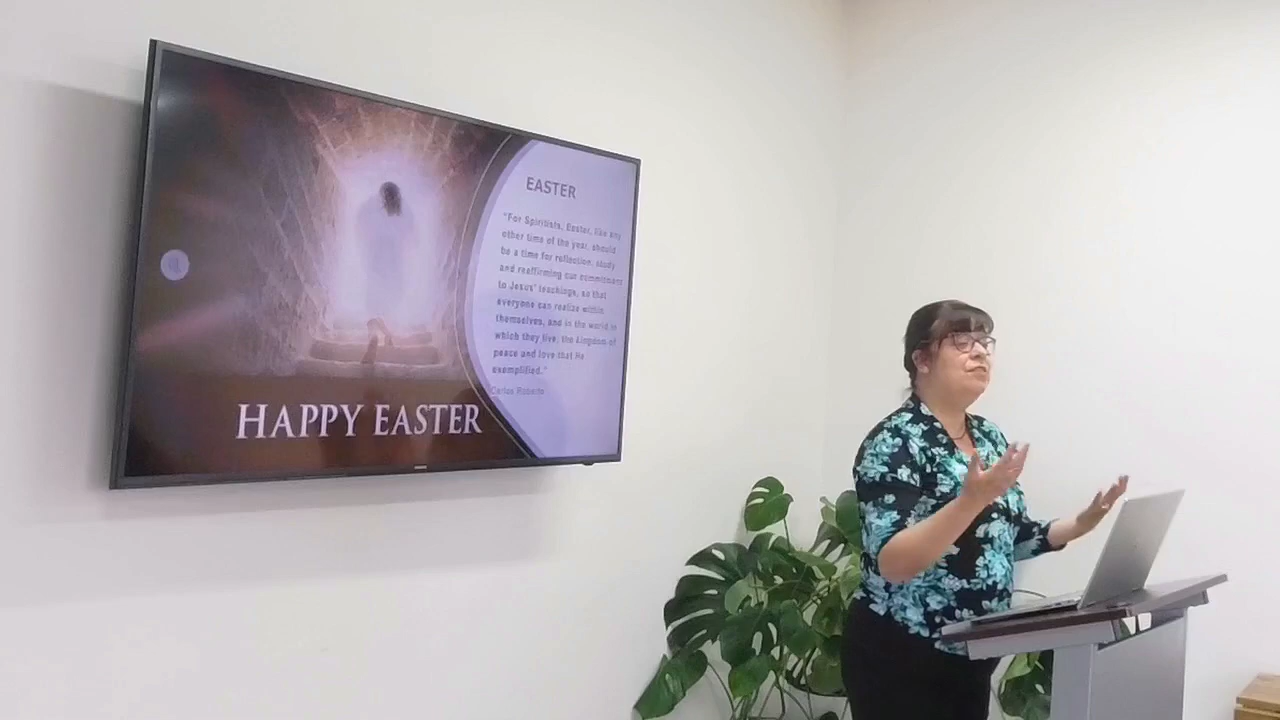 EASTER
"For Spiritists, Easter, like any
other time of the year, should
be a time for reflection, study
and reaffirming our commitment
to Jesus' teachings, so that
everyone can realize within
themselves, and in the world in
which they live, the kingdom of
peace and love that He
exemplified."
Carlos Roberto
HAPPY EASTER